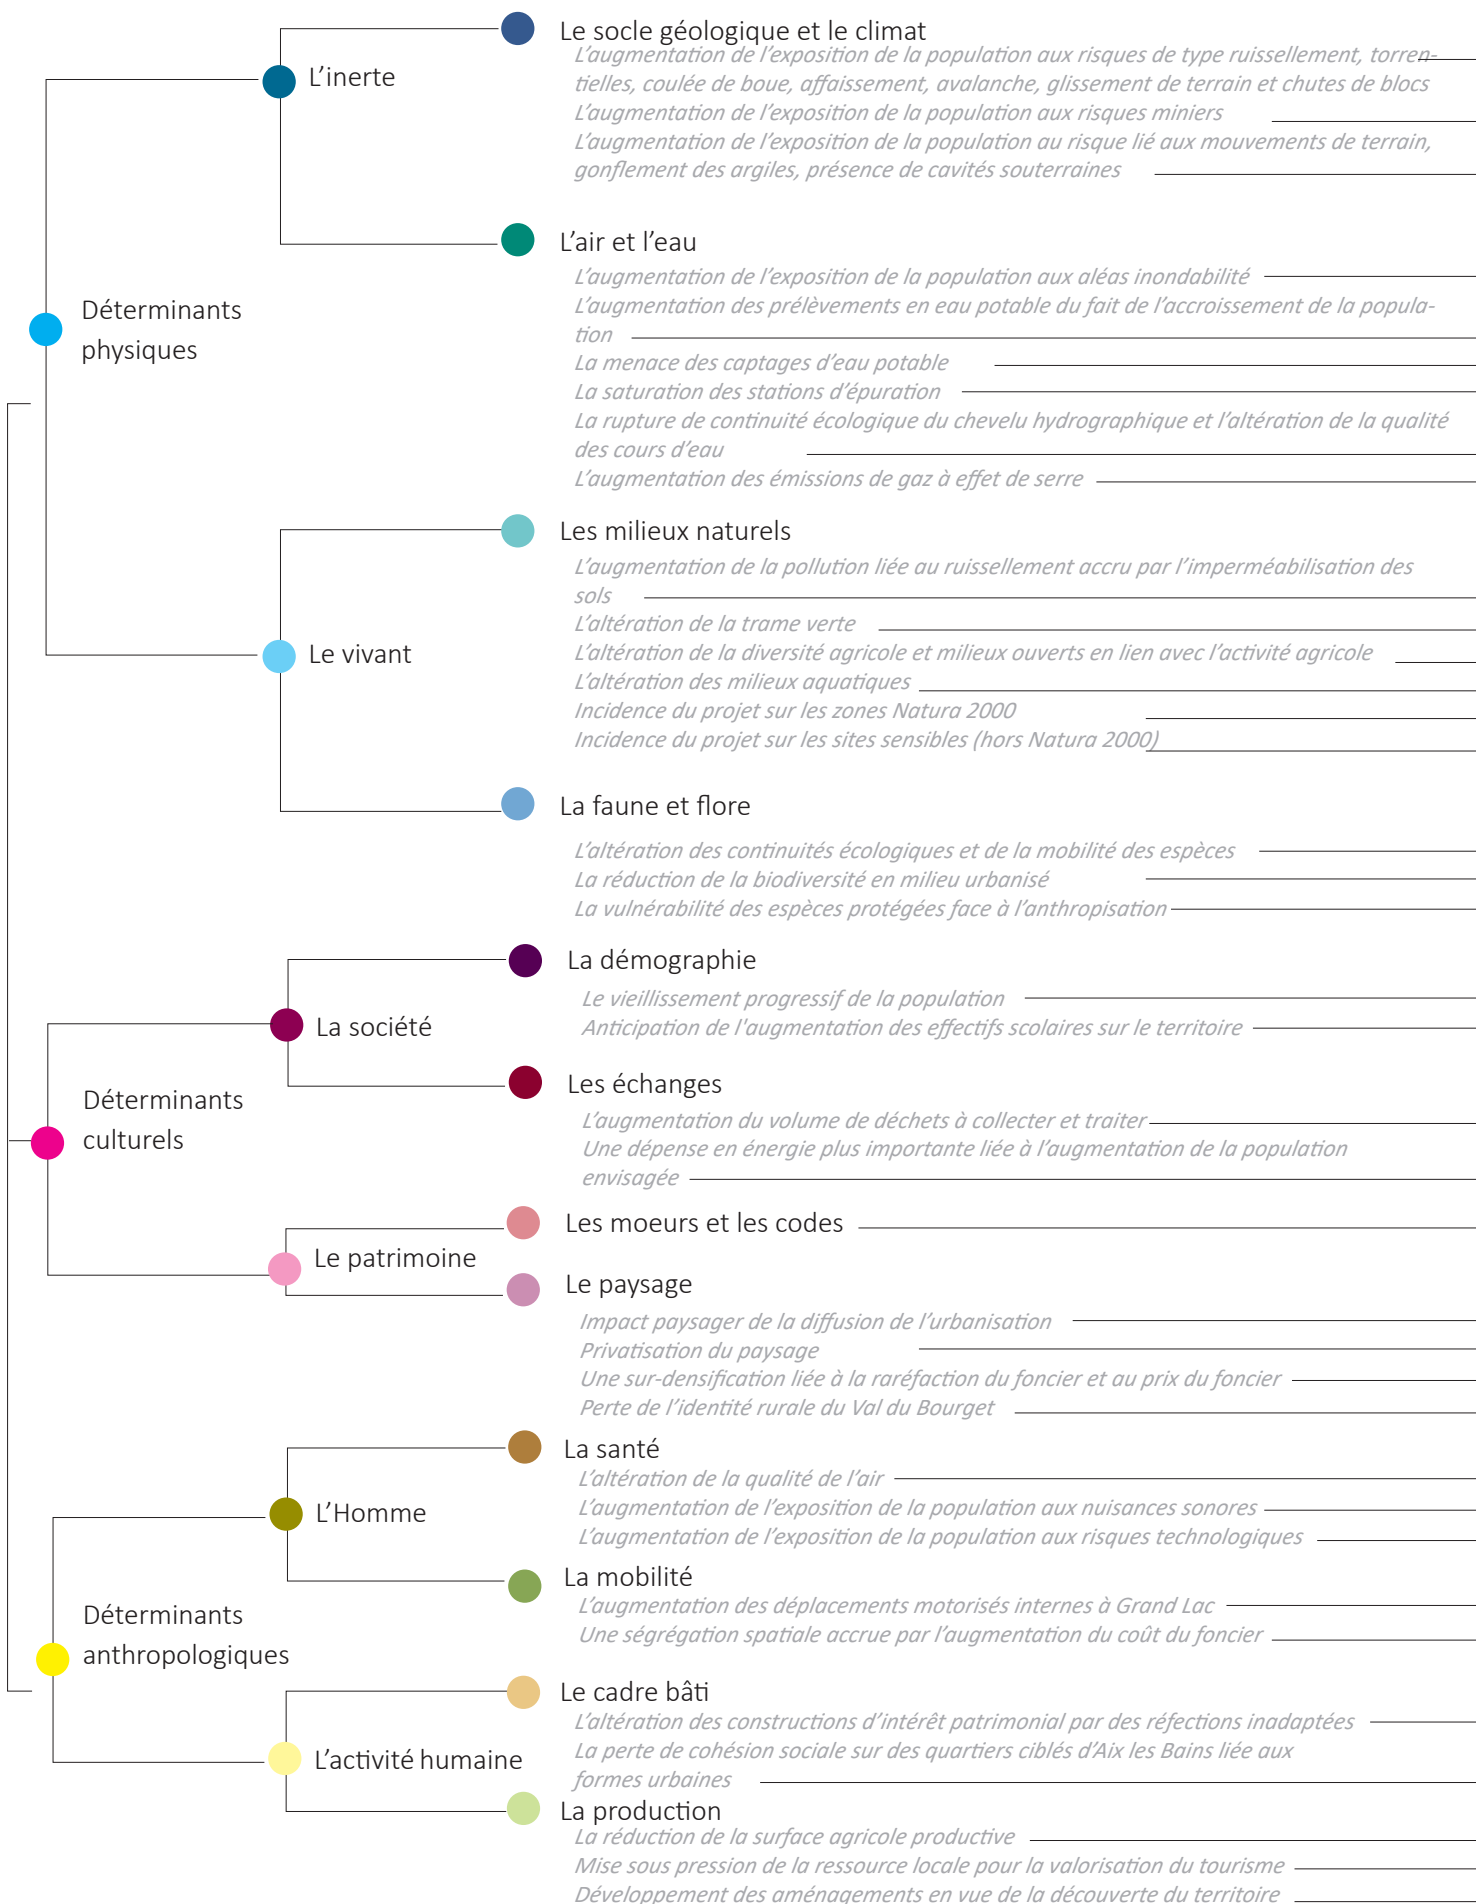 Le socle géologique et le climat
L'augmentation de l'exposition de la population aux risques de type ruissellement, torren-
tielles, coulée de boue, affaissement, avalanche, glissement de terrain et chutes de blocs
L'inerte
L'augmentation de l'exposition de la population aux risques miniers
L'augmentation de l'exposition de la population au risque lié aux mouvements de terrain,
gonflement des argiles, présence de cavités souterraines
L'air et l'eau
L'augmentation de l'exposition de la population aux aléas inondabilité
L'augmentation des prélèvements en eau potable du fait de l'accroissement de la popula-
tion
Déterminants
physiques
La menace des captages d'eau potable
La saturation des stations d'épuration
La rupture de continuité écologique du chevelu hydrographique et l'altération de la qualité
des cours d'eau
L'augmentation des émissions de gaz à effet de serre
Les milieux naturels
L'augmentation de la pollution liée au ruissellement accru par l'imperméabilisation des
sols
L'altération de la trame verte
Le vivant
L'altération de la diversité agricole et milieux ouverts en lien avec l'activité agricole
L'altération des milieux aquatiques
Incidence du projet sur les zones Natura 2000
Incidence du projet sur les sites sensibles (hors Natura 2000)
La faune et flore
L'altération des continuités écologiques et de la mobilité des espèces
La réduction de la biodiversité en milieu urbanisé
La vulnérabilité des espèces protégées face à l'anthropisation
La démographie
Le vieillissement progressif de la population
Anticipation de l'augmentation des effectifs scolaires sur le territoire
La société
Les échanges
Déterminants
culturels
L'augmentation du volume de déchets à collecter et traiter
Une dépense en énergie plus importante liée à l'augmentation de la population
envisagée
Les moeurs et les codes
Le patrimoine
Le paysage
Impact paysager de la diffusion de l'urbanisation
Privatisation du paysage
Une sur-densification liée à la raréfaction du foncier et au prix du foncier
Perte de l'identité rurale du Val du Bourget
La santé
L'altération de la qualité de l'air
L'augmentation de l'exposition de la population aux nuisances sonores
L'Homme
L'augmentation de l'exposition de la population aux risques technologiques
La mobilité
L'augmentation des déplacements motorisés internes à Grand Lac
Une ségrégation spatiale accrue par l'augmentation du coût du foncier
Déterminants
anthropologiques
Le cadre bâti
L'altération des constructions d'intérêt patrimonial par des réfections inadaptées
La perte de cohésion sociale sur des quartiers ciblés d'Aix les Bains liée aux
formes urbaines
L'activité humaine
La production
La réduction de la surface agricole productive
Mise sous pression de la ressource locale pour la valorisation du tourisme
Développement des aménagements en vue de la découverte du territoire